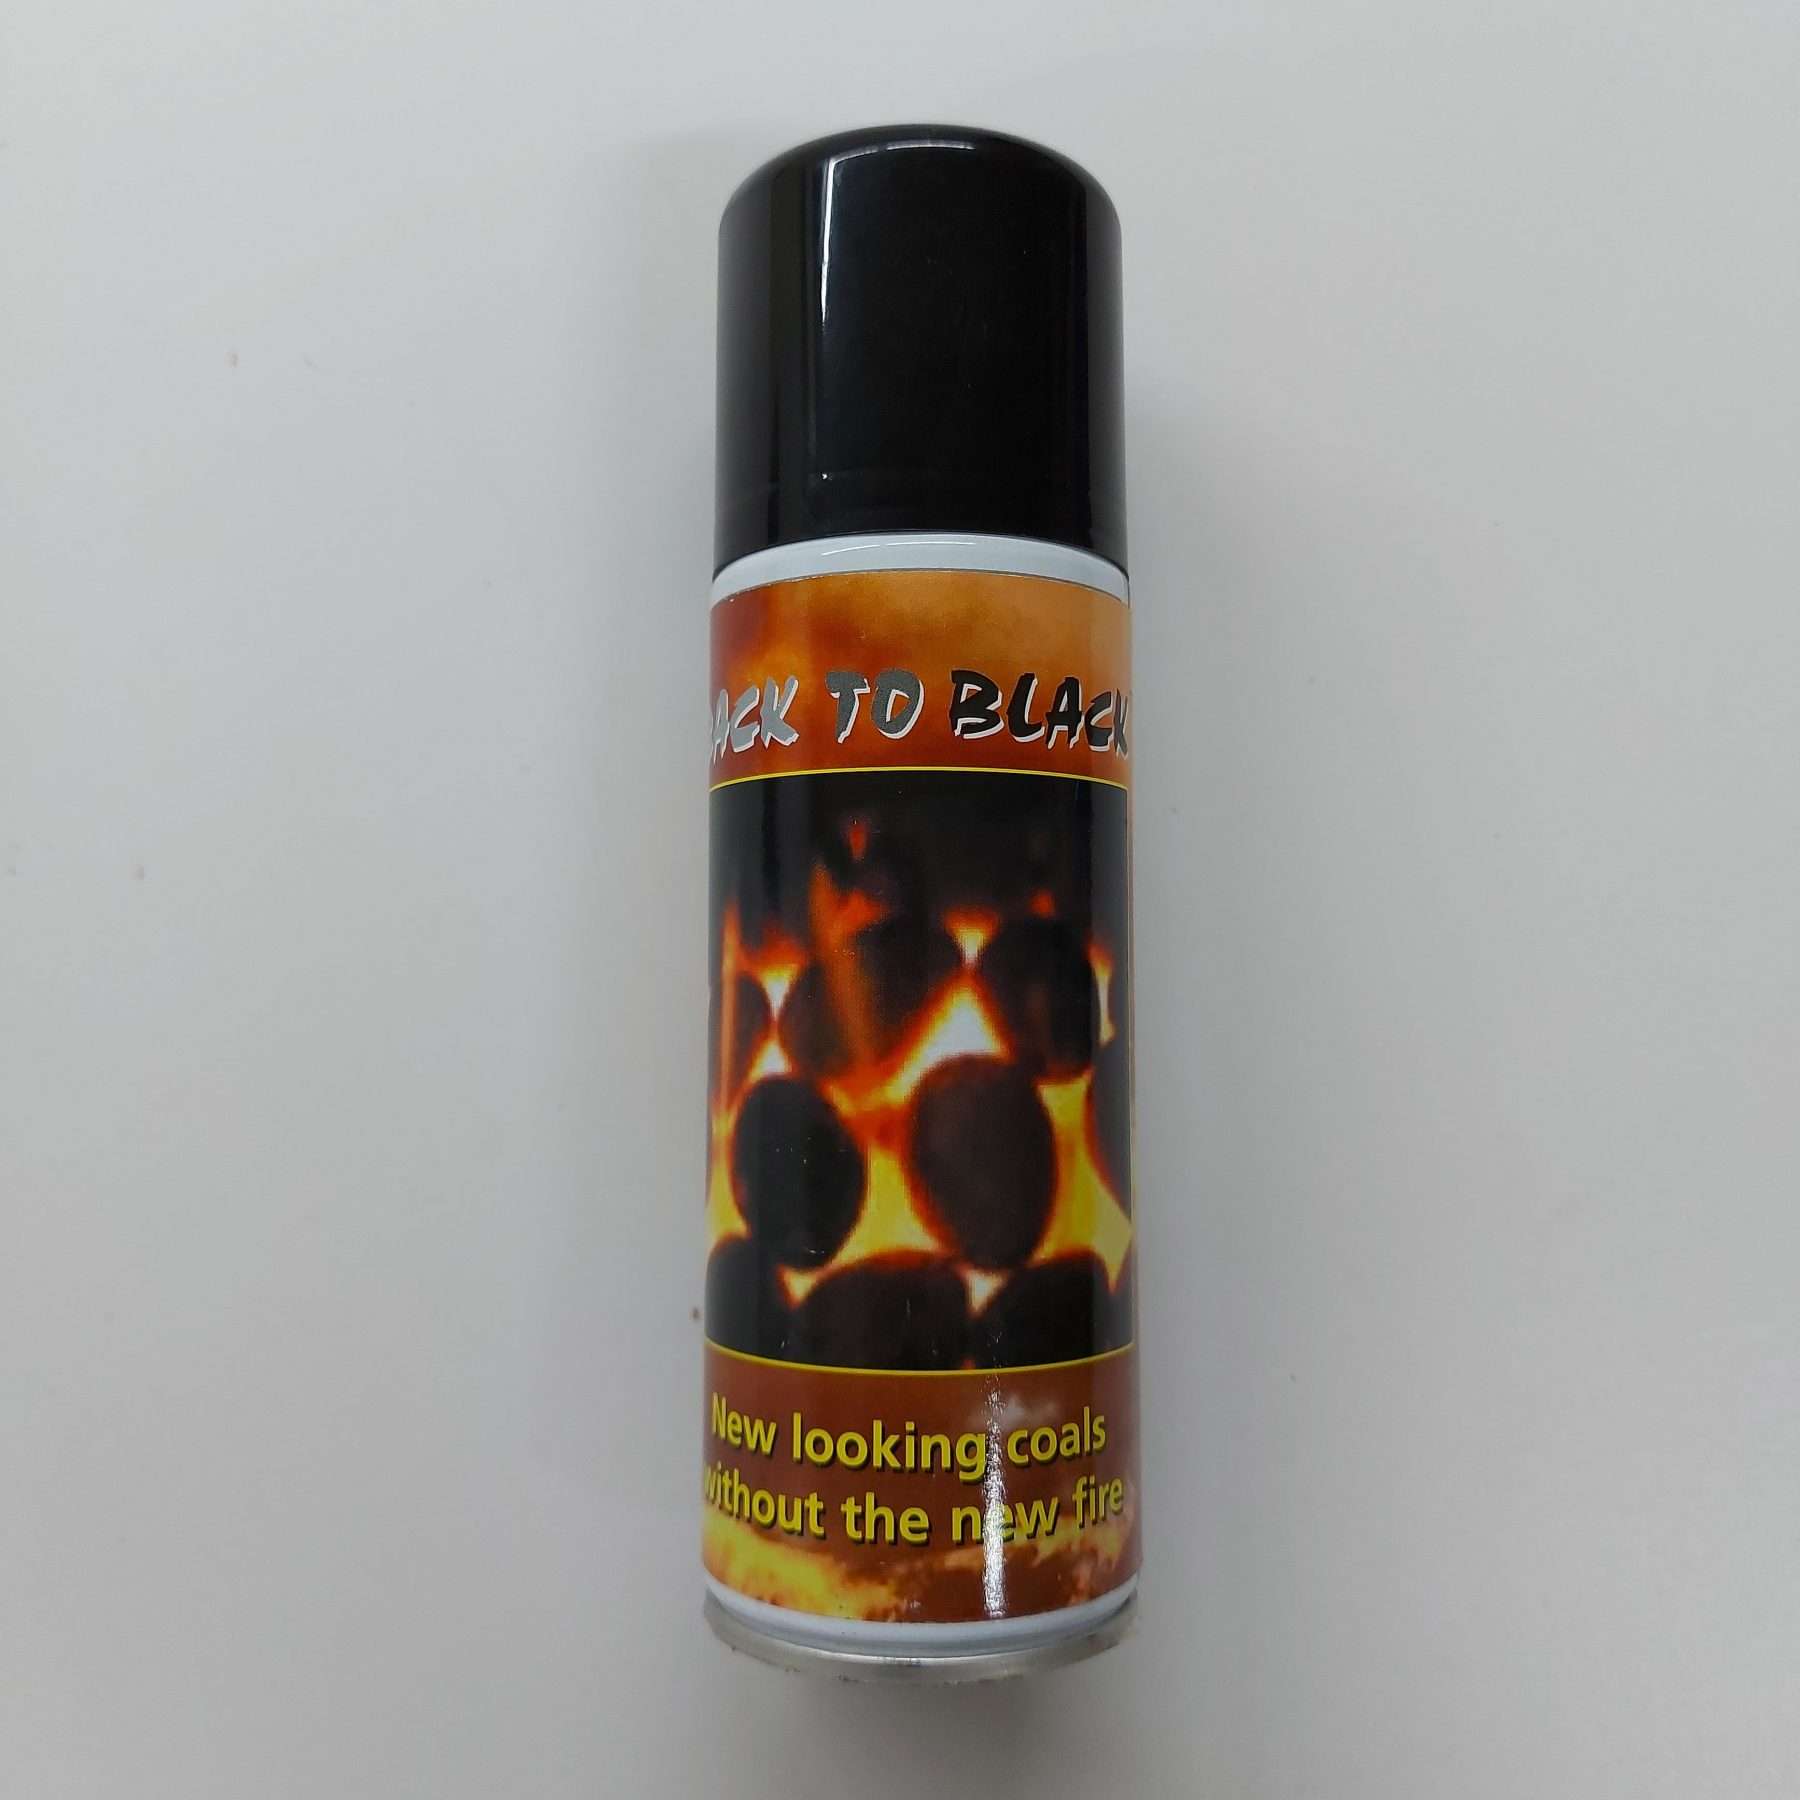 BACK TO BLACK
New looking coals
without the new fire